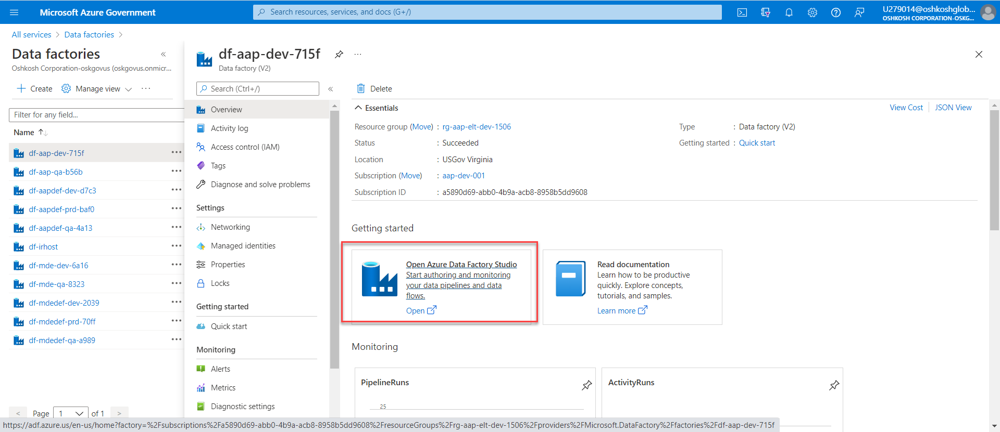 Microsoft Azure Government
Search resources, services, and docs (G+/)
U279014@oshkoshglob...
OSHKOSH CORPORATION-OSKG...
All services > Data factories >
Data factories
Oshkosh Corporation-oskgovus (oskgovus.onmicr...
Create Manage view ...
Filter for any field...
Name
df-aap-dev-715f
df-aap-qa-b56b
df-aapdef-dev-d7c3
df-aapdef-prd-baf0
df-aapdef-qa-4a13
df-irhost
df-mde-dev-6a16
df-mde-qa-8323
df-mdedef-dev-2039
df-mdedef-prd-70ff
df-mdedef-qa-a989
< Page 1 of 1 >
df-aap-dev-715f
Data factory (V2)
Search (Ctrl+/)
Overview
Activity log
Access control (IAM)
Tags
Diagnose and solve problems
Settings
Networking
Managed identities
Properties
Locks
Getting started
Quick start
Monitoring
Alerts
Metrics
Diagnostic settings
Delete
Essentials
View Cost JSON View
Resource group (Move) : rg-aap-elt-dev-1506
Status : Succeeded
Location : USGov Virginia
Subscription (Move) : aap-dev-001
Subscription ID : a5890d69-abb0-4b9a-acb8-8958b5dd9608
Type : Data factory (V2)
Getting started : Quick start
Getting started
Open Azure Data Factory Studio
Start authoring and monitoring
your data pipelines and data
flows.
Open
Read documentation
Learn how to be productive
quickly. Explore concepts,
tutorials, and samples.
Learn more
Monitoring
PipelineRuns
25
ActivityRuns
https://adf.azure.us/en-us/home?factory=%2Fsubscriptions%2Fa5890d69-abb0-4b9a-acb8-8958b5dd9608%2FresourceGroups%2Frg-aap-elt-dev-1506%2Fproviders%2FMicrosoft.DataFactory%2Ffactories%2Fdf-aap-dev-715f